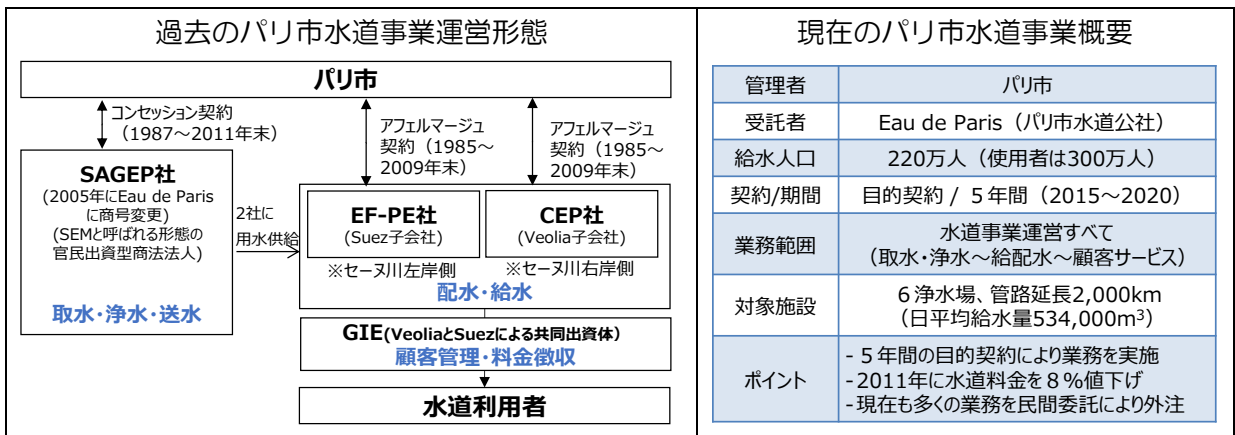 過去のパリ市水道事業運営形態
パリ市
コンセッション契約
（1987～2011年末）
アフェルマージュ
契約（1985～
2009年末）
アフェルマージュ
契約（1985～
2009年末）
SAGEP社
(2005年にEau de Paris
に商号変更)
(SEMと呼ばれる形態の
官民出資型商法法人)
取水・浄水・送水
2社に
用水供給
EF-PE社
(Suez子会社)
※セーヌ川左岸側
CEP社
(Veolia子会社)
※セーヌ川右岸側
配水・給水
GIE(VeoliaとSuezによる共同出資体)
顧客管理・料金徴収
水道利用者
現在のパリ市水道事業概要
管理者 パリ市
受託者 Eau de Paris（パリ市水道公社）
給水人口 220万人（使用者は300万人）
契約/期間 目的契約 / ５年間（2015～2020）
業務範囲 水道事業運営すべて
（取水・浄水～給配水～顧客サービス）
対象施設 ６浄水場、管路延長2,000km
（日平均給水量534,000m³）
ポイント - ５年間の目的契約により業務を実施
-2011年に水道料金を８％値下げ
-現在も多くの業務を民間委託により外注